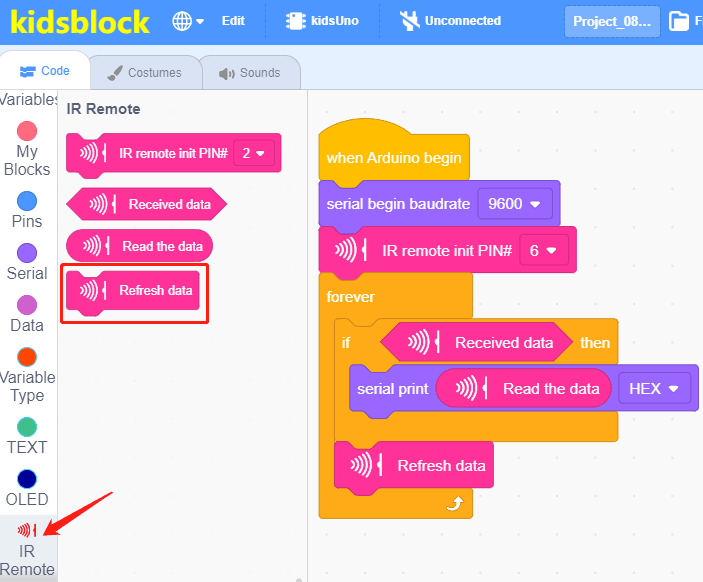 kidsblock
Edit
kidsUno
Unconnected
Project_08...
Code
Costumes
Sounds
Variables
My
Blocks
Pins
Serial
Data
Variable
Type
TEXT
OLED
IR
Remote
IR Remote
IR remote init PIN# 2
Received data
Read the data
Refresh data
when Arduino begin
serial begin baudrate 9600
IR remote init PIN# 6
forever
if Received data then
serial print Read the data HEX
Refresh data